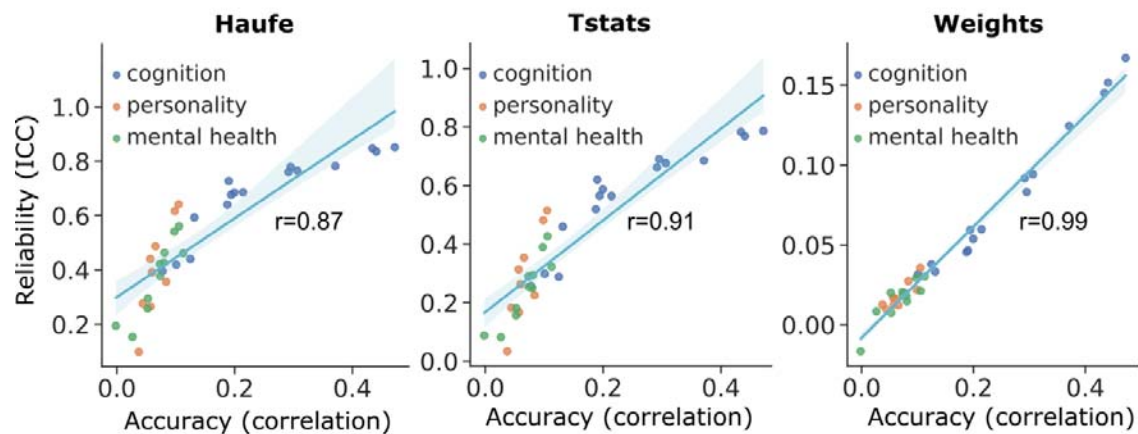 Haufe
cognition
personality
mental health
1.0
0.8
0.6
0.4
0.2
r=0.87
0.0
0.2
0.4
Reliability (ICC)
Accuracy (correlation)
Tstats
cognition
personality
mental health
1.0
0.8
0.6
0.4
0.2
0.0
r=0.91
0.0
0.2
0.4
Accuracy (correlation)
Weights
cognition
personality
mental health
0.15
0.10
0.05
0.00
r=0.99
0.0
0.2
0.4
Accuracy (correlation)